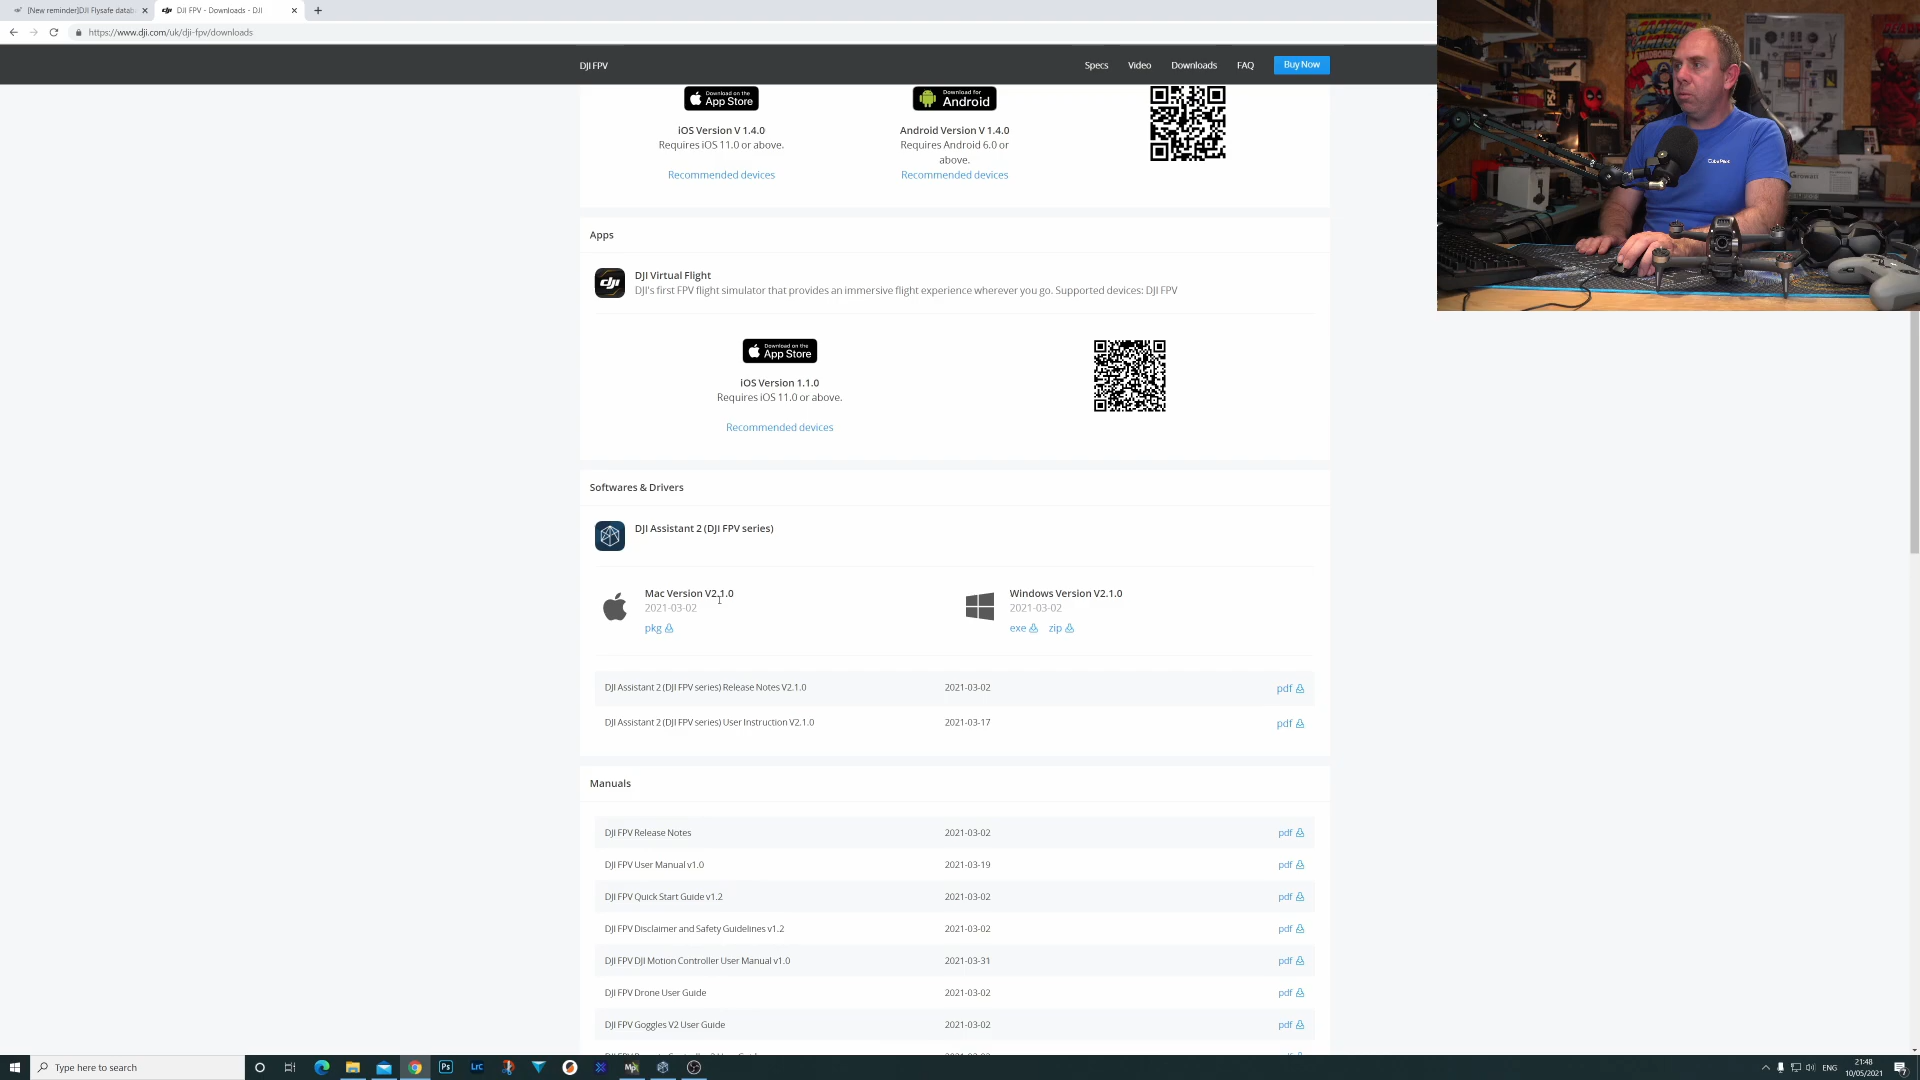 [New reminder]DJI Flysafe datab
DJI FPV - Downloads - DJI
https://www.dji.com/uk/dji-fpv/downloads
DJI FPV
Specs
Video
Downloads
FAQ
Buy Now
Download on the
App Store
Download for
Android
iOS Version V 1.4.0
Requires iOS 11.0 or above.
Recommended devices
Android Version V 1.4.0
Requires Android 6.0 or
above.
Recommended devices
Apps
dji
DJI Virtual Flight
DJI's first FPV flight simulator that provides an immersive flight experience wherever you go. Supported devices: DJI FPV
Download on the
App Store
iOS Version 1.1.0
Requires iOS 11.0 or above.
Recommended devices
Softwares & Drivers
DJI Assistant 2 (DJI FPV series)
Mac Version V2.1.0
2021-03-02
pkg
Windows Version V2.1.0
2021-03-02
exe zip
DJI Assistant 2 (DJI FPV series) Release Notes V2.1.0 2021-03-02 pdf
DJI Assistant 2 (DJI FPV series) User Instruction V2.1.0 2021-03-17 pdf
Manuals
DJI FPV Release Notes 2021-03-02 pdf
DJI FPV User Manual v1.0 2021-03-19 pdf
DJI FPV Quick Start Guide v1.2 2021-03-02 pdf
DJI FPV Disclaimer and Safety Guidelines v1.2 2021-03-02 pdf
DJI FPV DJI Motion Controller User Manual v1.0 2021-03-31 pdf
DJI FPV Drone User Guide 2021-03-02 pdf
DJI FPV Goggles V2 User Guide 2021-03-02 pdf
Type here to search
Ps
LrC
ENG
21:48
10/05/2021